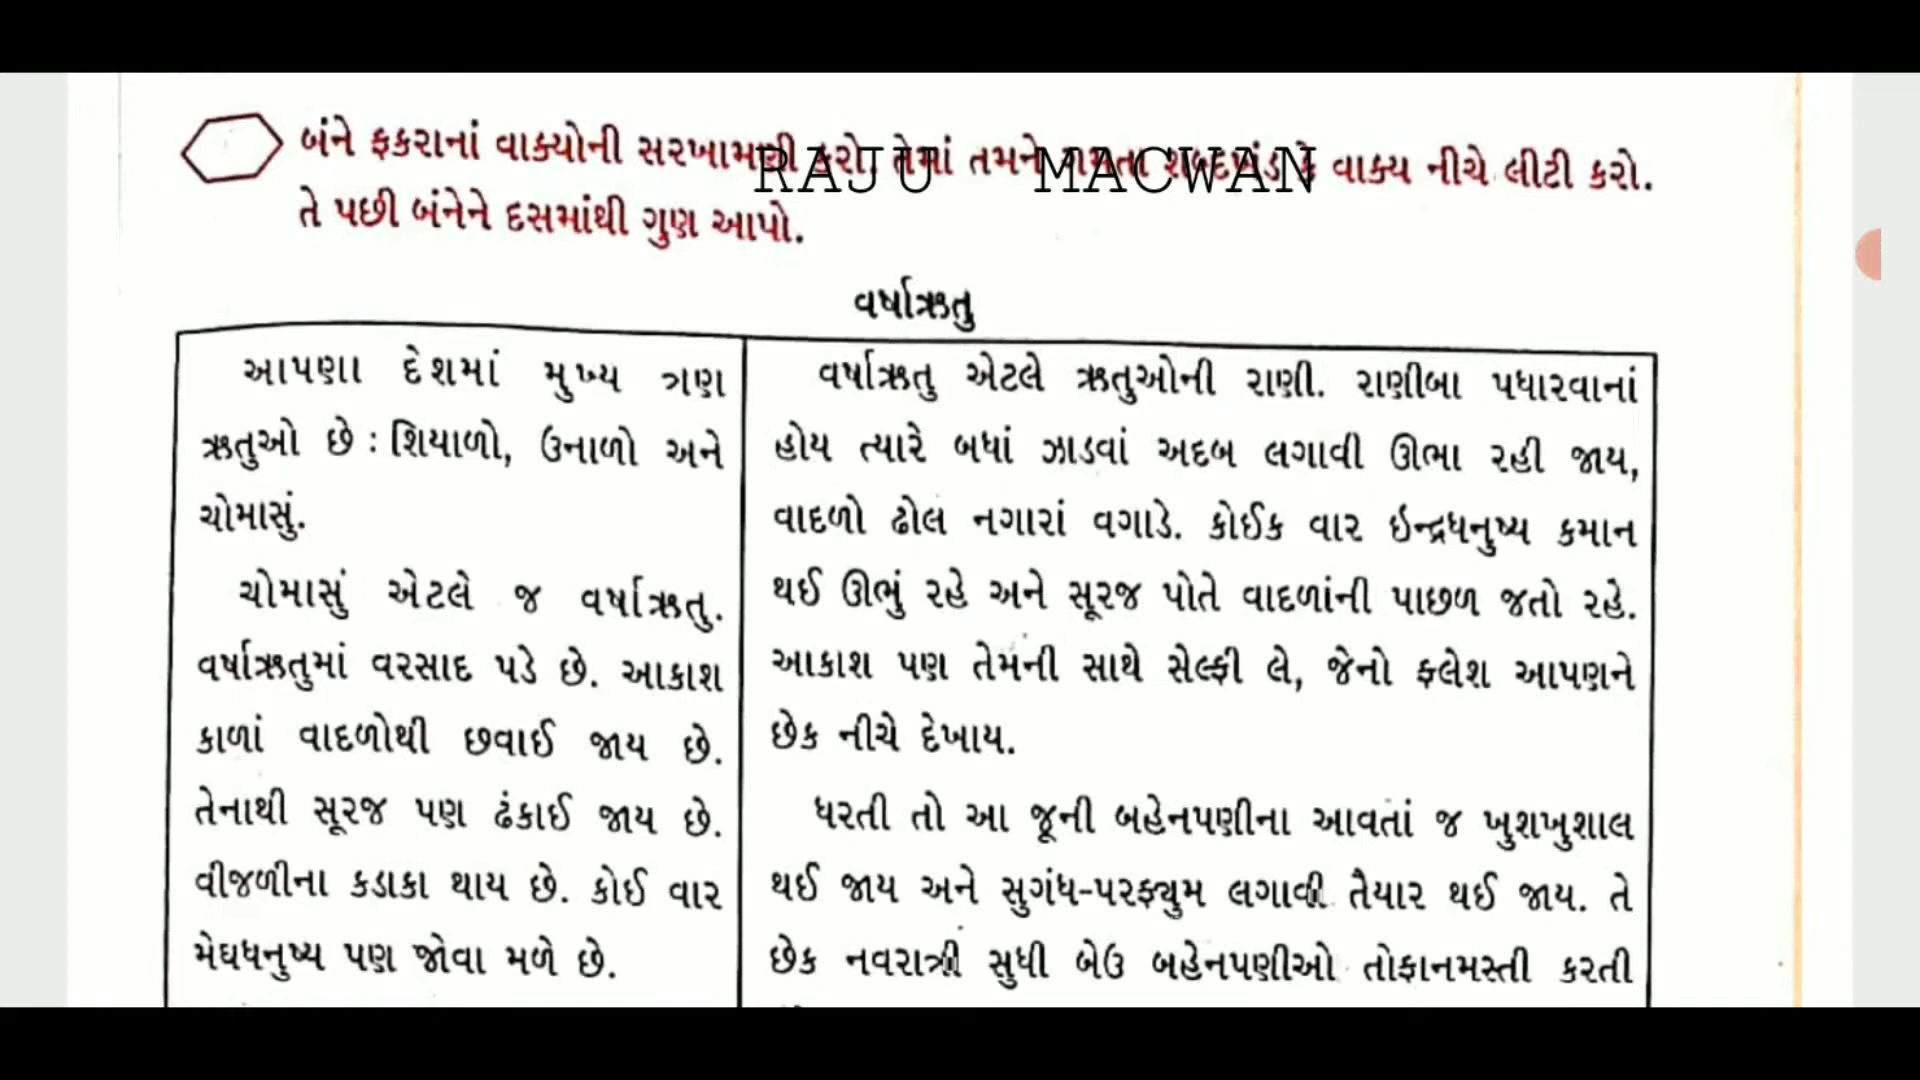 બંને ફકરાનાં વાક્યોની સરખામણી કરો. તેમાં તમને ગમતા શબ્દખંડ કે વાક્ય નીચે લીટી કરો.
RAJU MACWAN
તે પછી બંનેને દસમાંથી ગુણ આપો.
વર્ષાઋતુ
આપણા દેશમાં મુખ્ય ત્રણ
ઋતુઓ છે : શિયાળો, ઉનાળો અને
ચોમાસું.
ચોમાસું એટલે જ વર્ષાઋતુ.
વર્ષાઋતુમાં વરસાદ પડે છે. આકાશ
કાળાં વાદળોથી છવાઈ જાય છે.
તેનાથી સૂરજ પણ ઢંકાઈ જાય છે.
વીજળીના કડાકા થાય છે. કોઈ વાર
મેઘધનુષ્ય પણ જોવા મળે છે.
વર્ષાઋતુ એટલે ઋતુઓની રાણી. રાણીબા પધારવાનાં
હોય ત્યારે બધાં ઝાડવાં અદબ લગાવી ઊભા રહી જાય,
વાદળો ઢોલ નગારાં વગાડે. કોઈક વાર ઇન્દ્રધનુષ્ય કમાન
થઈ ઊભું રહે અને સૂરજ પોતે વાદળાંની પાછળ જતો રહે.
આકાશ પણ તેમની સાથે સેલ્ફી લે, જેનો ફ્લેશ આપણને
છેક નીચે દેખાય.
ધરતી તો આ જૂની બહેનપણીના આવતાં જ ખુશખુશાલ
થઈ જાય અને સુગંધ-પરફ્યુમ લગાવી તૈયાર થઈ જાય. તે
છેક નવરાત્રી સુધી બેઉ બહેનપણીઓ તોફાનમસ્તી કરતી